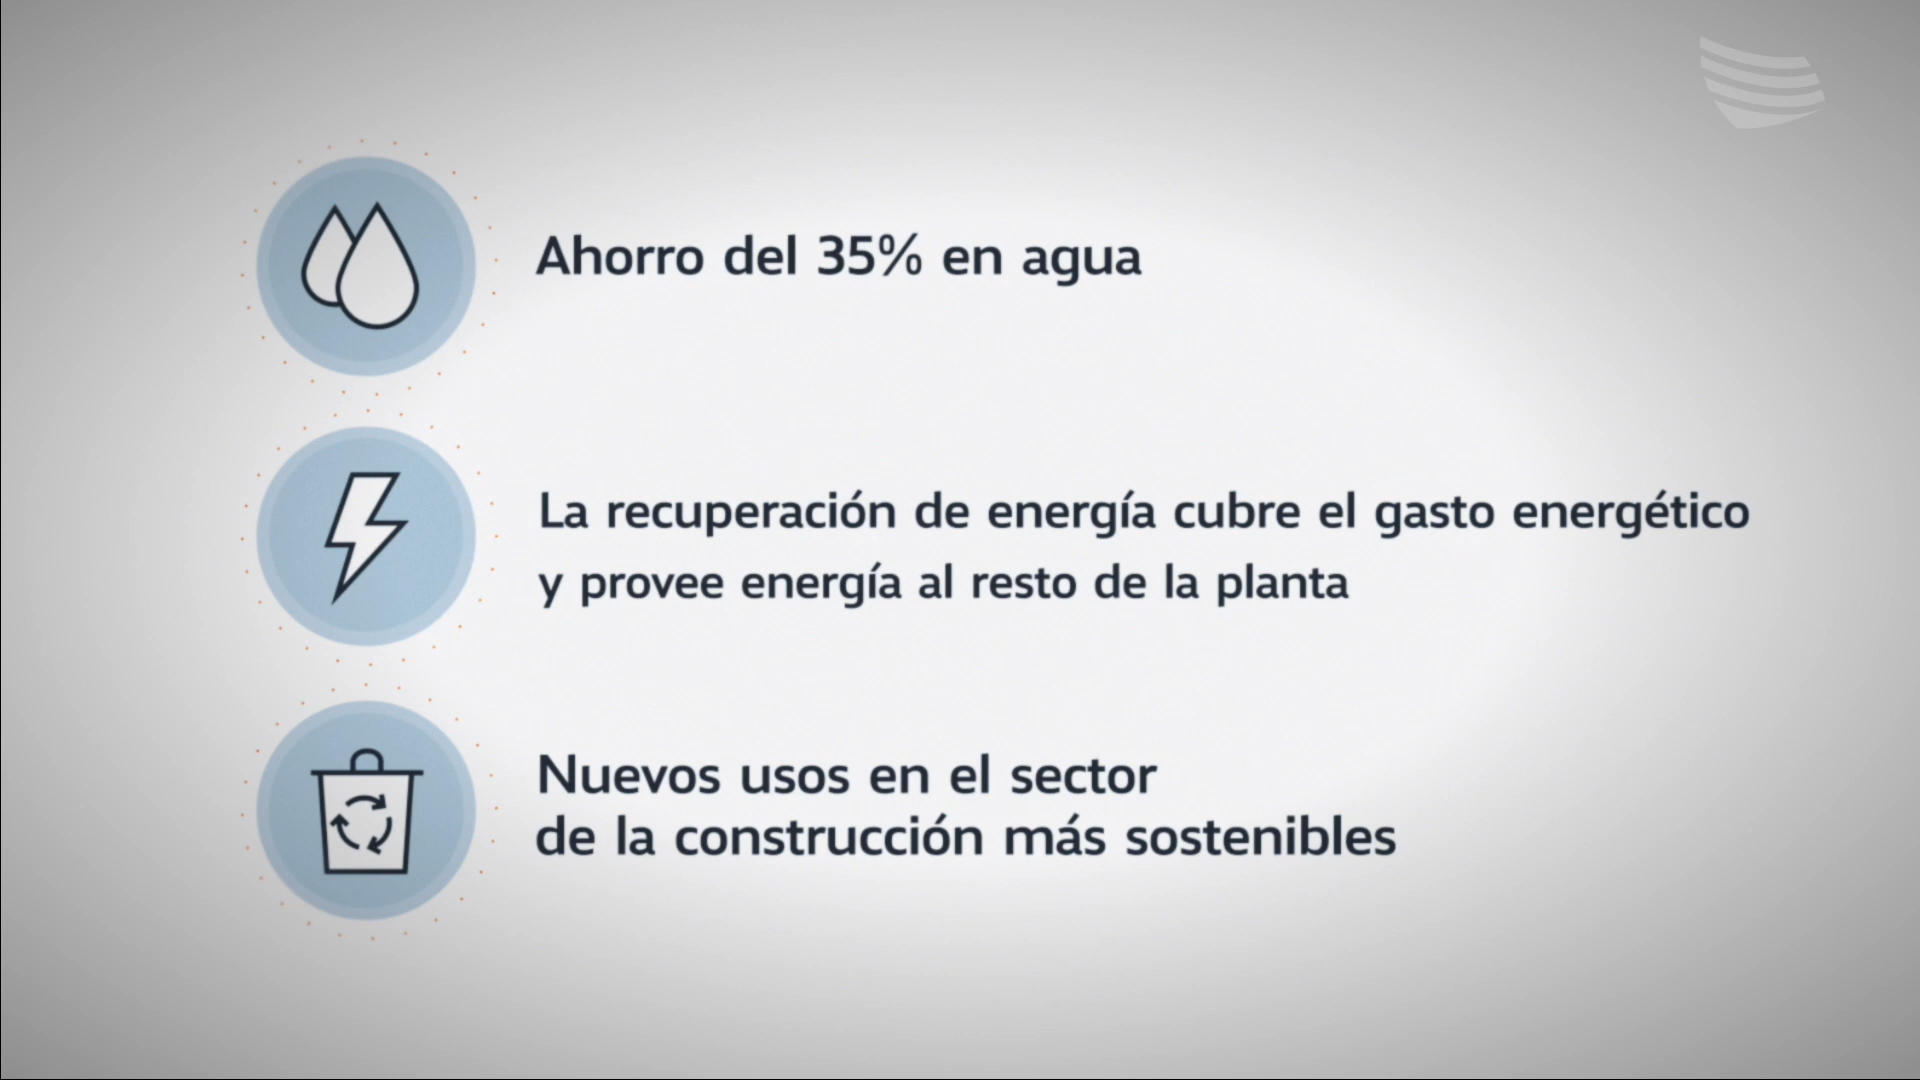 Ahorro del 35% en agua
La recuperación de energía cubre el gasto energético
y provee energía al resto de la planta
Nuevos usos en el sector
de la construcción más sostenibles